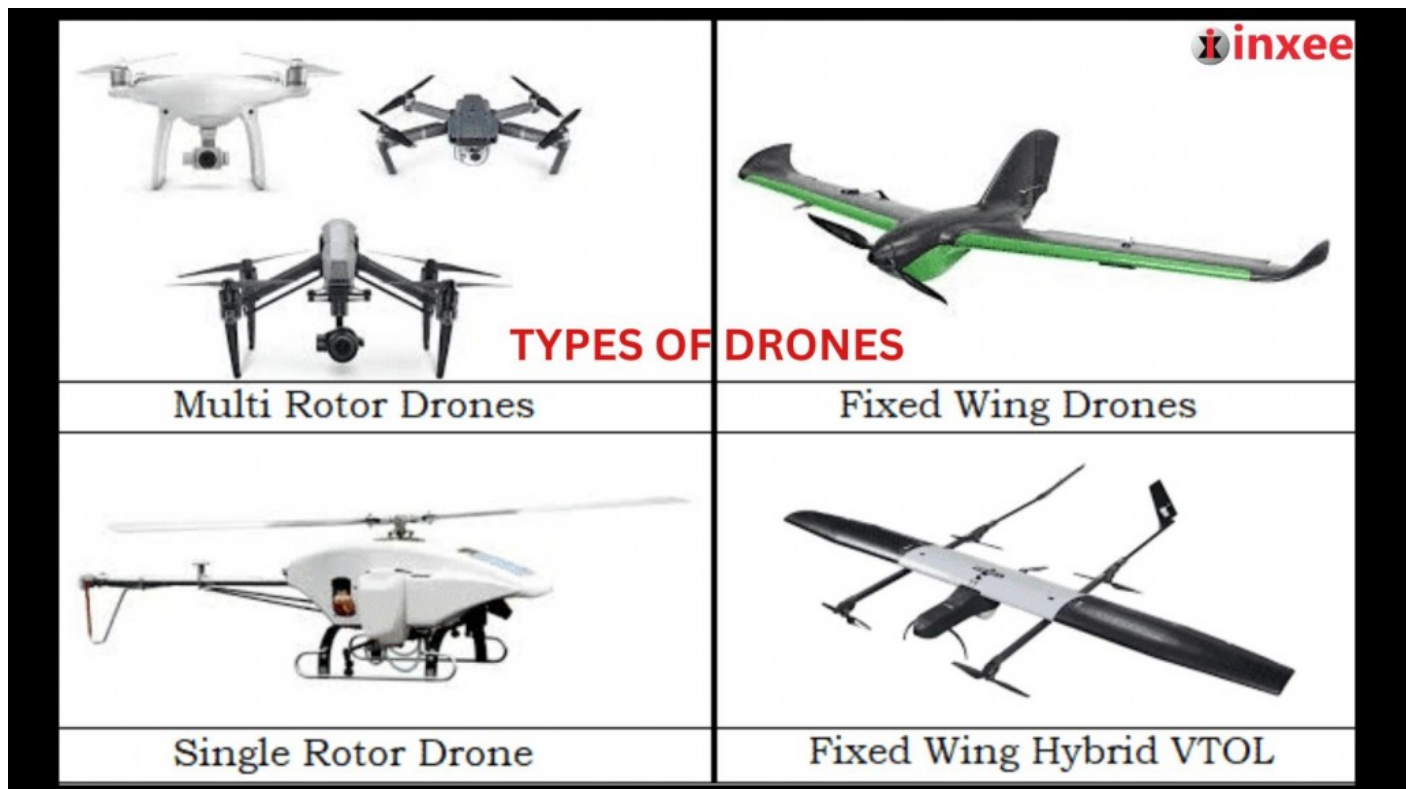 inxee
TYPES OF DRONES
Multi Rotor Drones
Fixed Wing Drones
Single Rotor Drone
Fixed Wing Hybrid VTOL